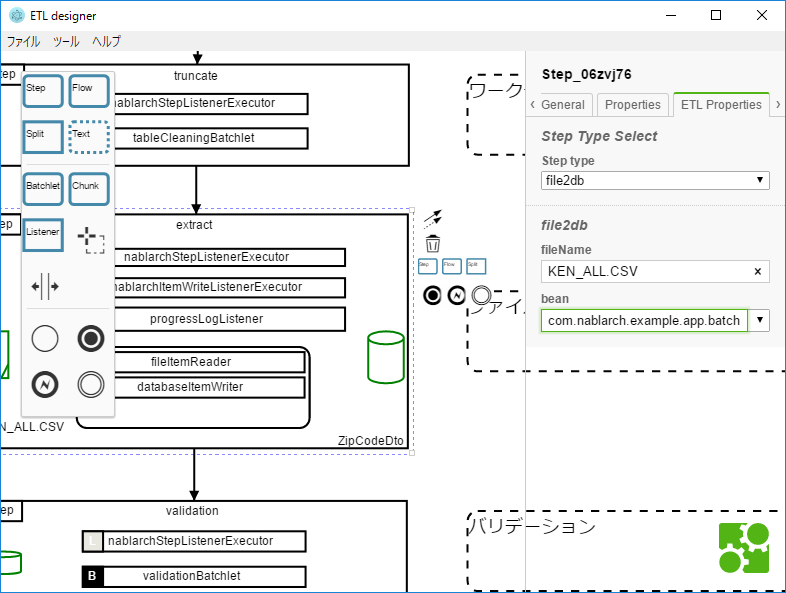 ETL designer
ファイル ツール ヘルプ
truncate
nablarchStepListenerExecutor
tableCleaningBatchlet
Step
Flow
Split
Text
Batchlet
Chunk
Listener
extract
nablarchStepListenerExecutor
nablarchItemWriteListenerExecutor
progressLogListener
fileItemReader
databaseItemWriter
N_ALL.CSV
ZipCodeDto
Step
Flow
Split
ep
validation
L
nablarchStepListenerExecutor
B
validationBatchlet
ワーク
ファイル
バリデーション
Step_06zvj76
General
Properties
ETL Properties
Step Type Select
Step type
file2db
file2db
fileName
KEN_ALL.CSV
bean
com.nablarch.example.app.batch